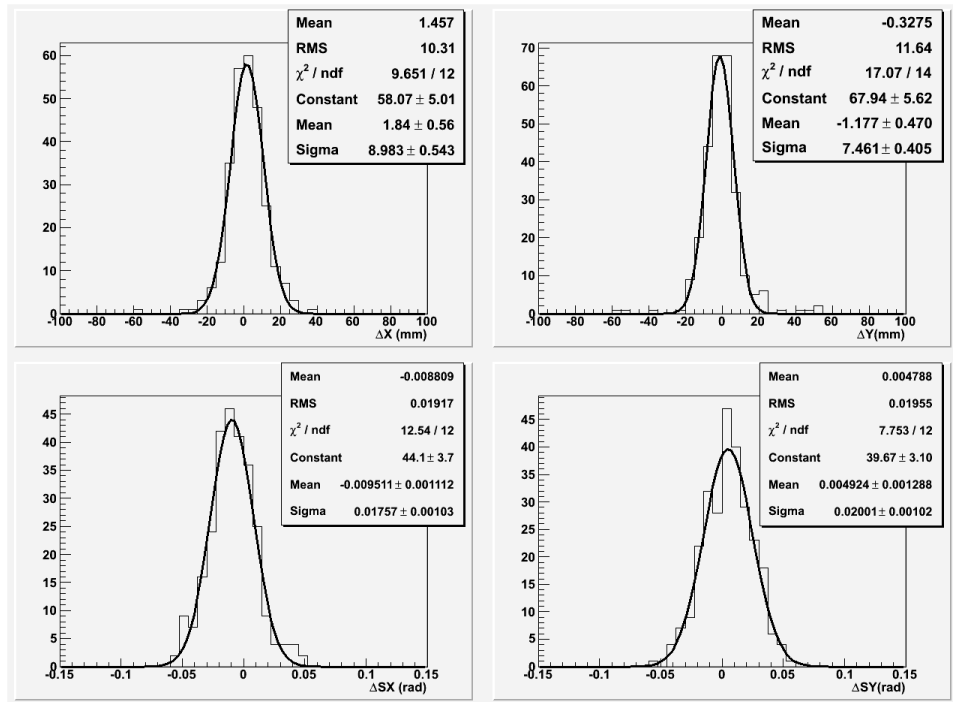 Mean 1.457
RMS 10.31
χ² / ndf 9.651 / 12
Constant 58.07 ± 5.01
Mean 1.84 ± 0.56
Sigma 8.983 ± 0.543
60
50
40
30
20
10
0
-100 -80 -60 -40 -20 0 20 40 60 80 100
ΔX (mm)
Mean -0.3275
RMS 11.64
χ² / ndf 17.07 / 14
Constant 67.94 ± 5.62
Mean -1.177 ± 0.470
Sigma 7.461 ± 0.405
70
60
50
40
30
20
10
0
-100 -80 -60 -40 -20 0 20 40 60 80 100
ΔY(mm)
Mean -0.008809
RMS 0.01917
χ² / ndf 12.54 / 12
Constant 44.1 ± 3.7
Mean -0.009511 ± 0.001112
Sigma 0.01757 ± 0.00103
45
40
35
30
25
20
15
10
5
0
-0.15 -0.1 -0.05 0 0.05 0.1 0.15
ΔSX (rad)
Mean 0.004788
RMS 0.01955
χ² / ndf 7.753 / 12
Constant 39.67 ± 3.10
Mean 0.004924 ± 0.001288
Sigma 0.02001 ± 0.00102
45
40
35
30
25
20
15
10
5
0
-0.15 -0.1 -0.05 0 0.05 0.1 0.15
ΔSY(rad)